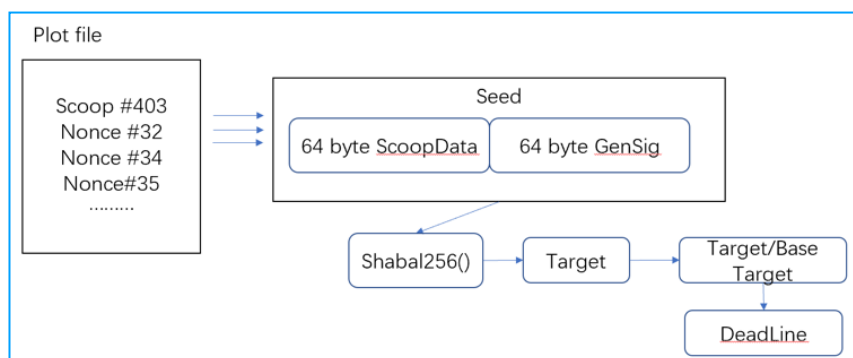 Plot file
Scoop #403
Nonce #32
Nonce #34
Nonce#35
………
Seed
64 byte ScoopData
64 byte GenSig
Shabal256()
Target
Target/Base
Target
DeadLine